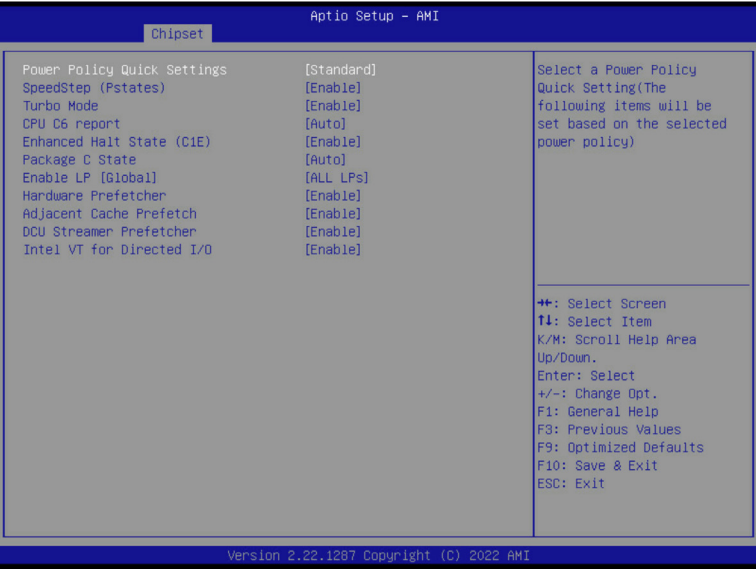 Aptio Setup – AMI
Chipset
Power Policy Quick Settings [Standard]
SpeedStep (Pstates) [Enable]
Turbo Mode [Enable]
CPU C6 report [Auto]
Enhanced Halt State (C1E) [Enable]
Package C State [Auto]
Enable LP [Global] [ALL LPs]
Hardware Prefetcher [Enable]
Adjacent Cache Prefetch [Enable]
DCU Streamer Prefetcher [Enable]
Intel VT for Directed I/O [Enable]
Select a Power Policy
Quick Setting(The
following items will be
set based on the selected
power policy)
→←: Select Screen
↑↓: Select Item
K/M: Scroll Help Area
Up/Down.
Enter: Select
+/-: Change Opt.
F1: General Help
F3: Previous Values
F9: Optimized Defaults
F10: Save & Exit
ESC: Exit
Version 2.22.1287 Copyright (C) 2022 AMI